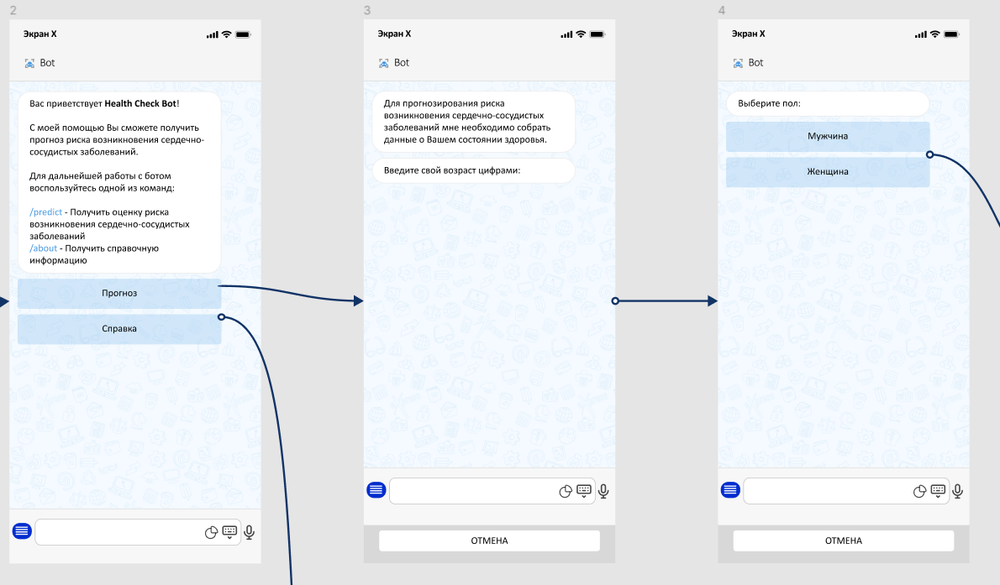 2
Экран X
Bot
Вас приветствует Health Check Bot!
С моей помощью Вы сможете получить
прогноз риска возникновения сердечно-
сосудистых заболеваний.
Для дальнейшей работы с ботом
воспользуйтесь одной из команд:
/predict - Получить оценку риска
возникновения сердечно-сосудистых
заболеваний
/about - Получить справочную
информацию
Прогноз
Справка
3
Экран X
Bot
Для прогнозирования риска
возникновения сердечно-сосудистых
заболеваний мне необходимо собрать
данные о Вашем состоянии здоровья.
Введите свой возраст цифрами:
ОТМЕНА
4
Экран X
Bot
Выберите пол:
Мужчина
Женщина
ОТМЕНА